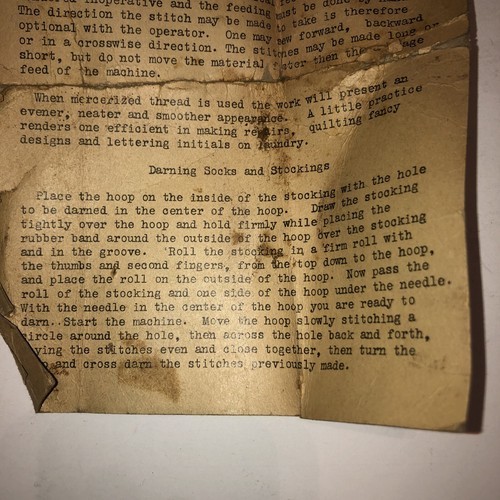 inoperative and the feeding must be done by
The direction the stitch may be made to take is therefore
optional with the operator. One may sew forward, backward
or in a crosswise direction. The stitches may be made long or
short, but do not move the material faster then the
feed of the machine.
When mercerized thread is used the work will present an
evener, neater and smoother appearance. A little practice
renders one efficient in making repairs, quilting fancy
designs and lettering initials on laundry.
Darning Socks and Stockings
Place the hoop on the inside of the stocking with the hole
to be darned in the center of the hoop. Draw the stocking
tightly over the hoop and hold firmly while placing the
rubber band around the outside of the hoop over the stocking
and in the groove. Roll the stocking in a firm roll with
the thumbs and second fingers, from the top down to the hoop,
and place the roll on the outside of the hoop. Now pass the
roll of the stocking and one side of the hoop under the needle.
With the needle in the center of the hoop you are ready to
darn. Start the machine. Move the hoop slowly stitching a
circle around the hole, then across the hole back and forth,
the stitches even and close together, then turn the
and cross darn the stitches previously made.